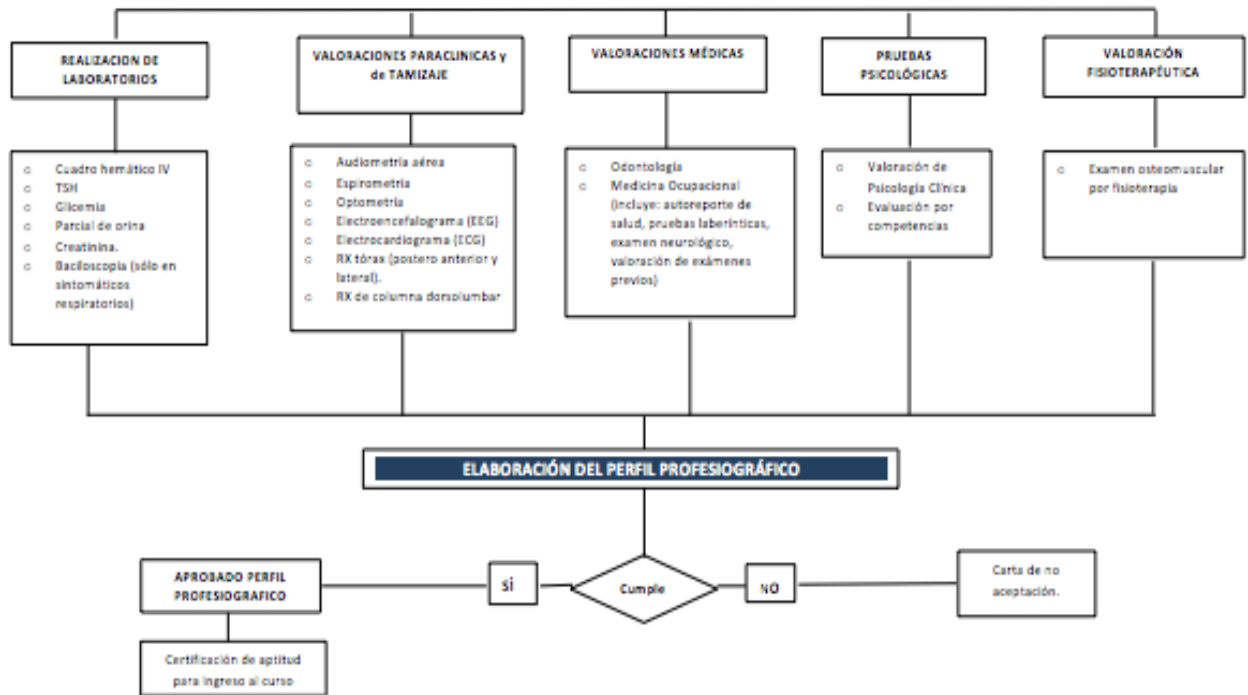 REALIZACION DE
LABORATORIOS
Cuadro hemático IV
TSH
Glicemia
Parcial de orina
Creatinina.
Baciloscopia (sólo en
sintomáticos
respiratorios)
VALORACIONES PARACLINICAS y
de TAMIZAJE
Audiometría aérea
Espirometría
Optometría
Electroencefalograma (EEG)
Electrocardiograma (ECG)
RX tórax (postero anterior y
lateral).
RX de columna dorsolumbar
VALORACIONES MÉDICAS
Odontología
Medicina Ocupacional
(incluye: autoreporte de
salud, pruebas laberínticas,
examen neurológico,
valoración de exámenes
previos)
PRUEBAS
PSICOLÓGICAS
Valoración de
Psicología Clínica
Evaluación por
competencias
VALORACIÓN
FISIOTERAPÉUTICA
Examen osteomuscular
por fisioterapia
ELABORACIÓN DEL PERFIL PROFESIOGRÁFICO
Cumple
SÍ
NO
APROBADO PERFIL
PROFESIOGRAFICO
Certificación de aptitud
para ingreso al curso
Carta de no
aceptación.